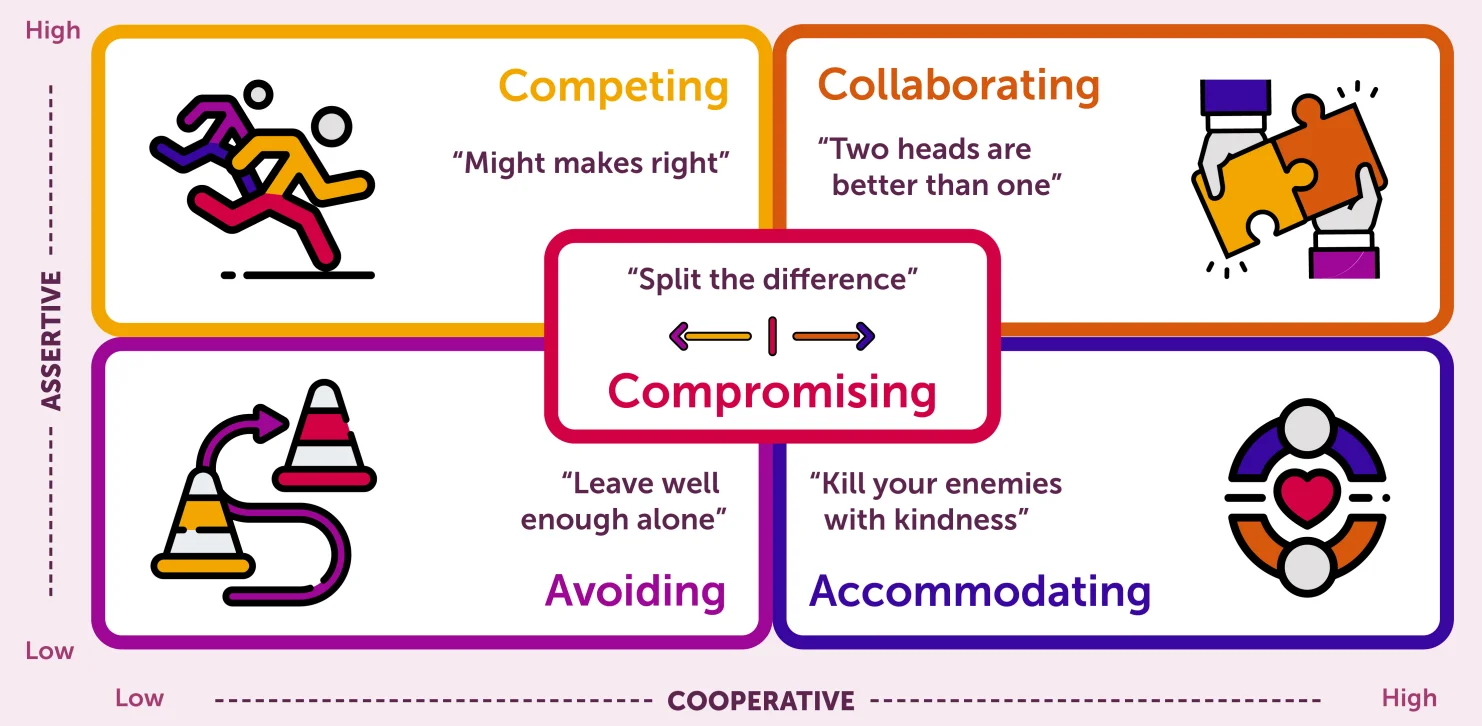 High
Competing
“Might makes right”
Collaborating
“Two heads are
better than one”
“Split the difference”
Compromising
ASSERTIVE
“Leave well
enough alone”
Avoiding
“Kill your enemies
with kindness”
Accommodating
Low
Low
COOPERATIVE
High